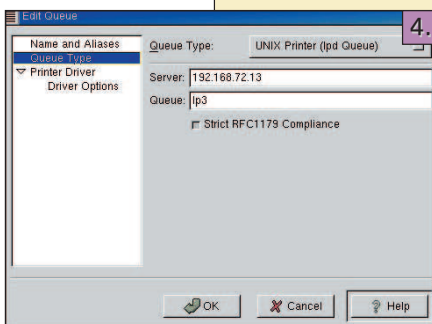 Edit Queue
4.
Name and Aliases
Queue Type
Printer Driver
Driver Options
Queue Type: UNIX Printer (lpd Queue)
Server: 192.168.72.13
Queue: lp3
Strict RFC1179 Compliance
OK
Cancel
? Help